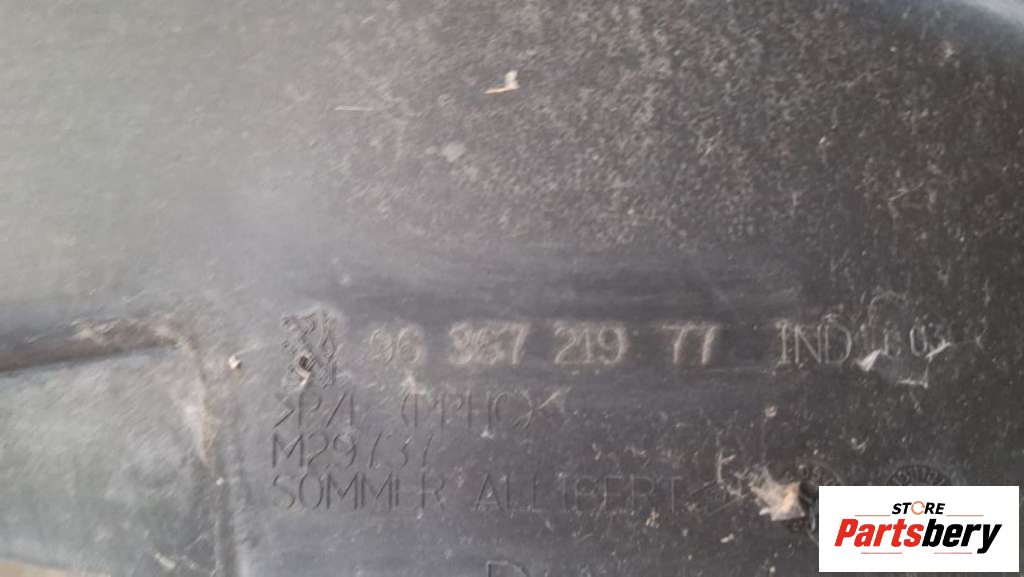 96 367 219 77 IND
>P/E (PPHC)<
M29737
SOMMER ALLIBERT
STORE
Partsbery